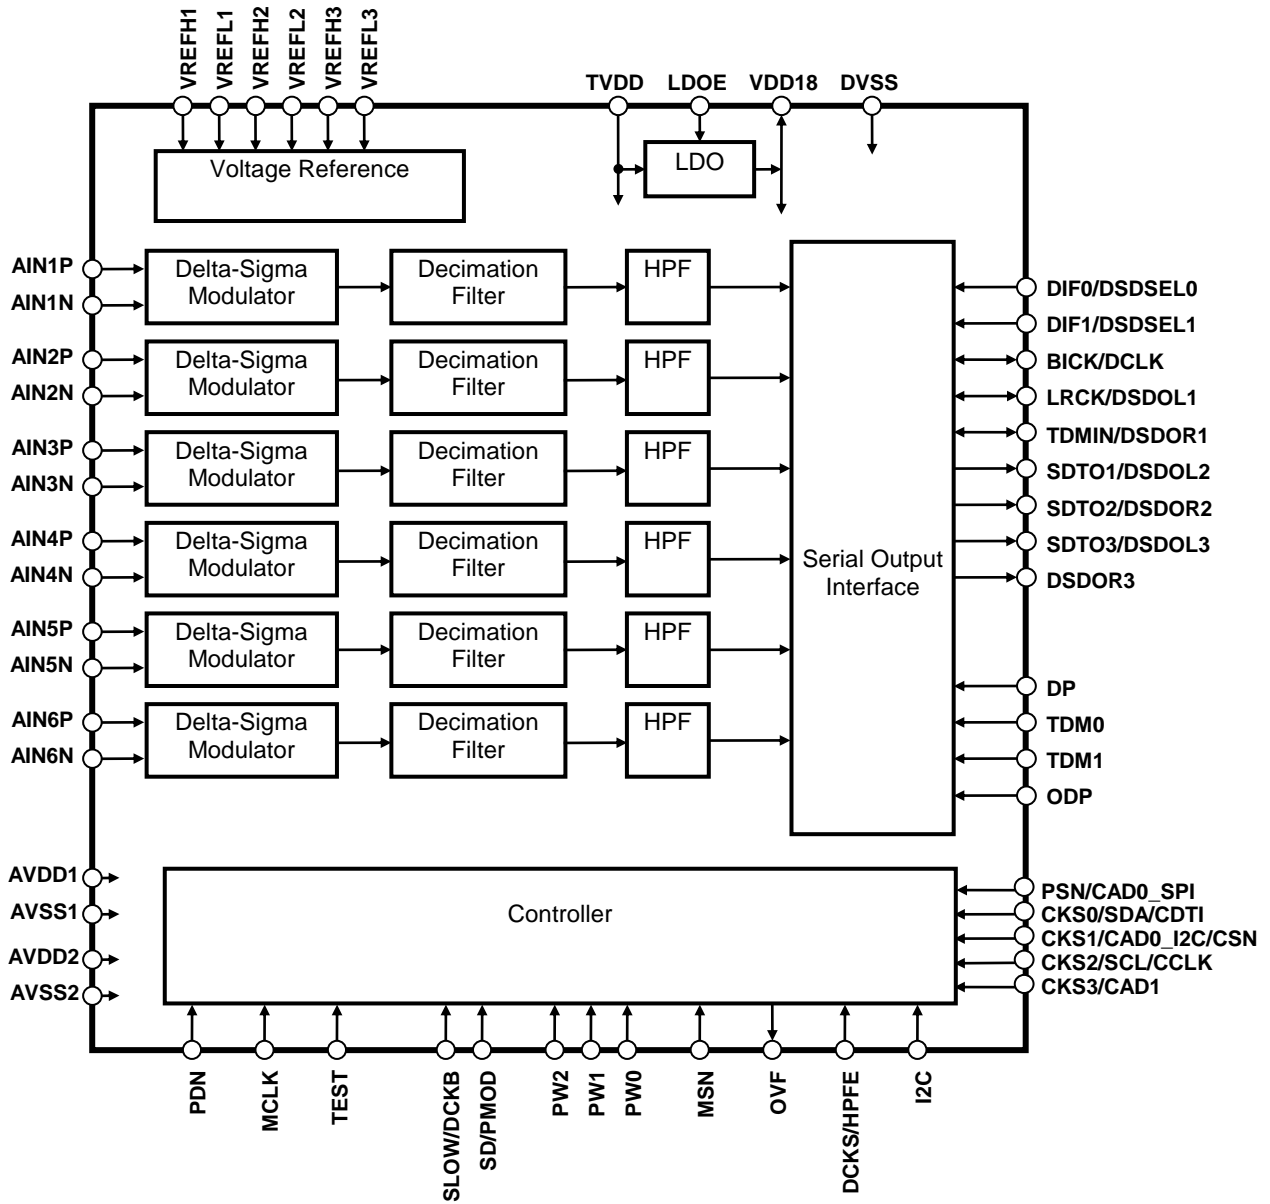 VREFH1
VREFL1
VREFH2
VREFL2
VREFH3
VREFL3
TVDD
LDOE
VDD18
DVSS
Voltage Reference
LDO
AIN1P
AIN1N
Delta-Sigma
Modulator
Decimation
Filter
HPF
AIN2P
AIN2N
Delta-Sigma
Modulator
Decimation
Filter
HPF
AIN3P
AIN3N
Delta-Sigma
Modulator
Decimation
Filter
HPF
AIN4P
AIN4N
Delta-Sigma
Modulator
Decimation
Filter
HPF
AIN5P
AIN5N
Delta-Sigma
Modulator
Decimation
Filter
HPF
AIN6P
AIN6N
Delta-Sigma
Modulator
Decimation
Filter
HPF
Serial Output
Interface
DIF0/DSDSEL0
DIF1/DSDSEL1
BICK/DCLK
LRCK/DSDOL1
TDMIN/DSDOR1
SDTO1/DSDOL2
SDTO2/DSDOR2
SDTO3/DSDOL3
DSDOR3
DP
TDM0
TDM1
ODP
AVDD1
AVSS1
AVDD2
AVSS2
Controller
PSN/CAD0_SPI
CKS0/SDA/CDTI
CKS1/CAD0_I2C/CSN
CKS2/SCL/CCLK
CKS3/CAD1
PDN
MCLK
TEST
SLOW/DCKB
SD/PMOD
PW2
PW1
PW0
MSN
OVF
DCKS/HPFE
I2C